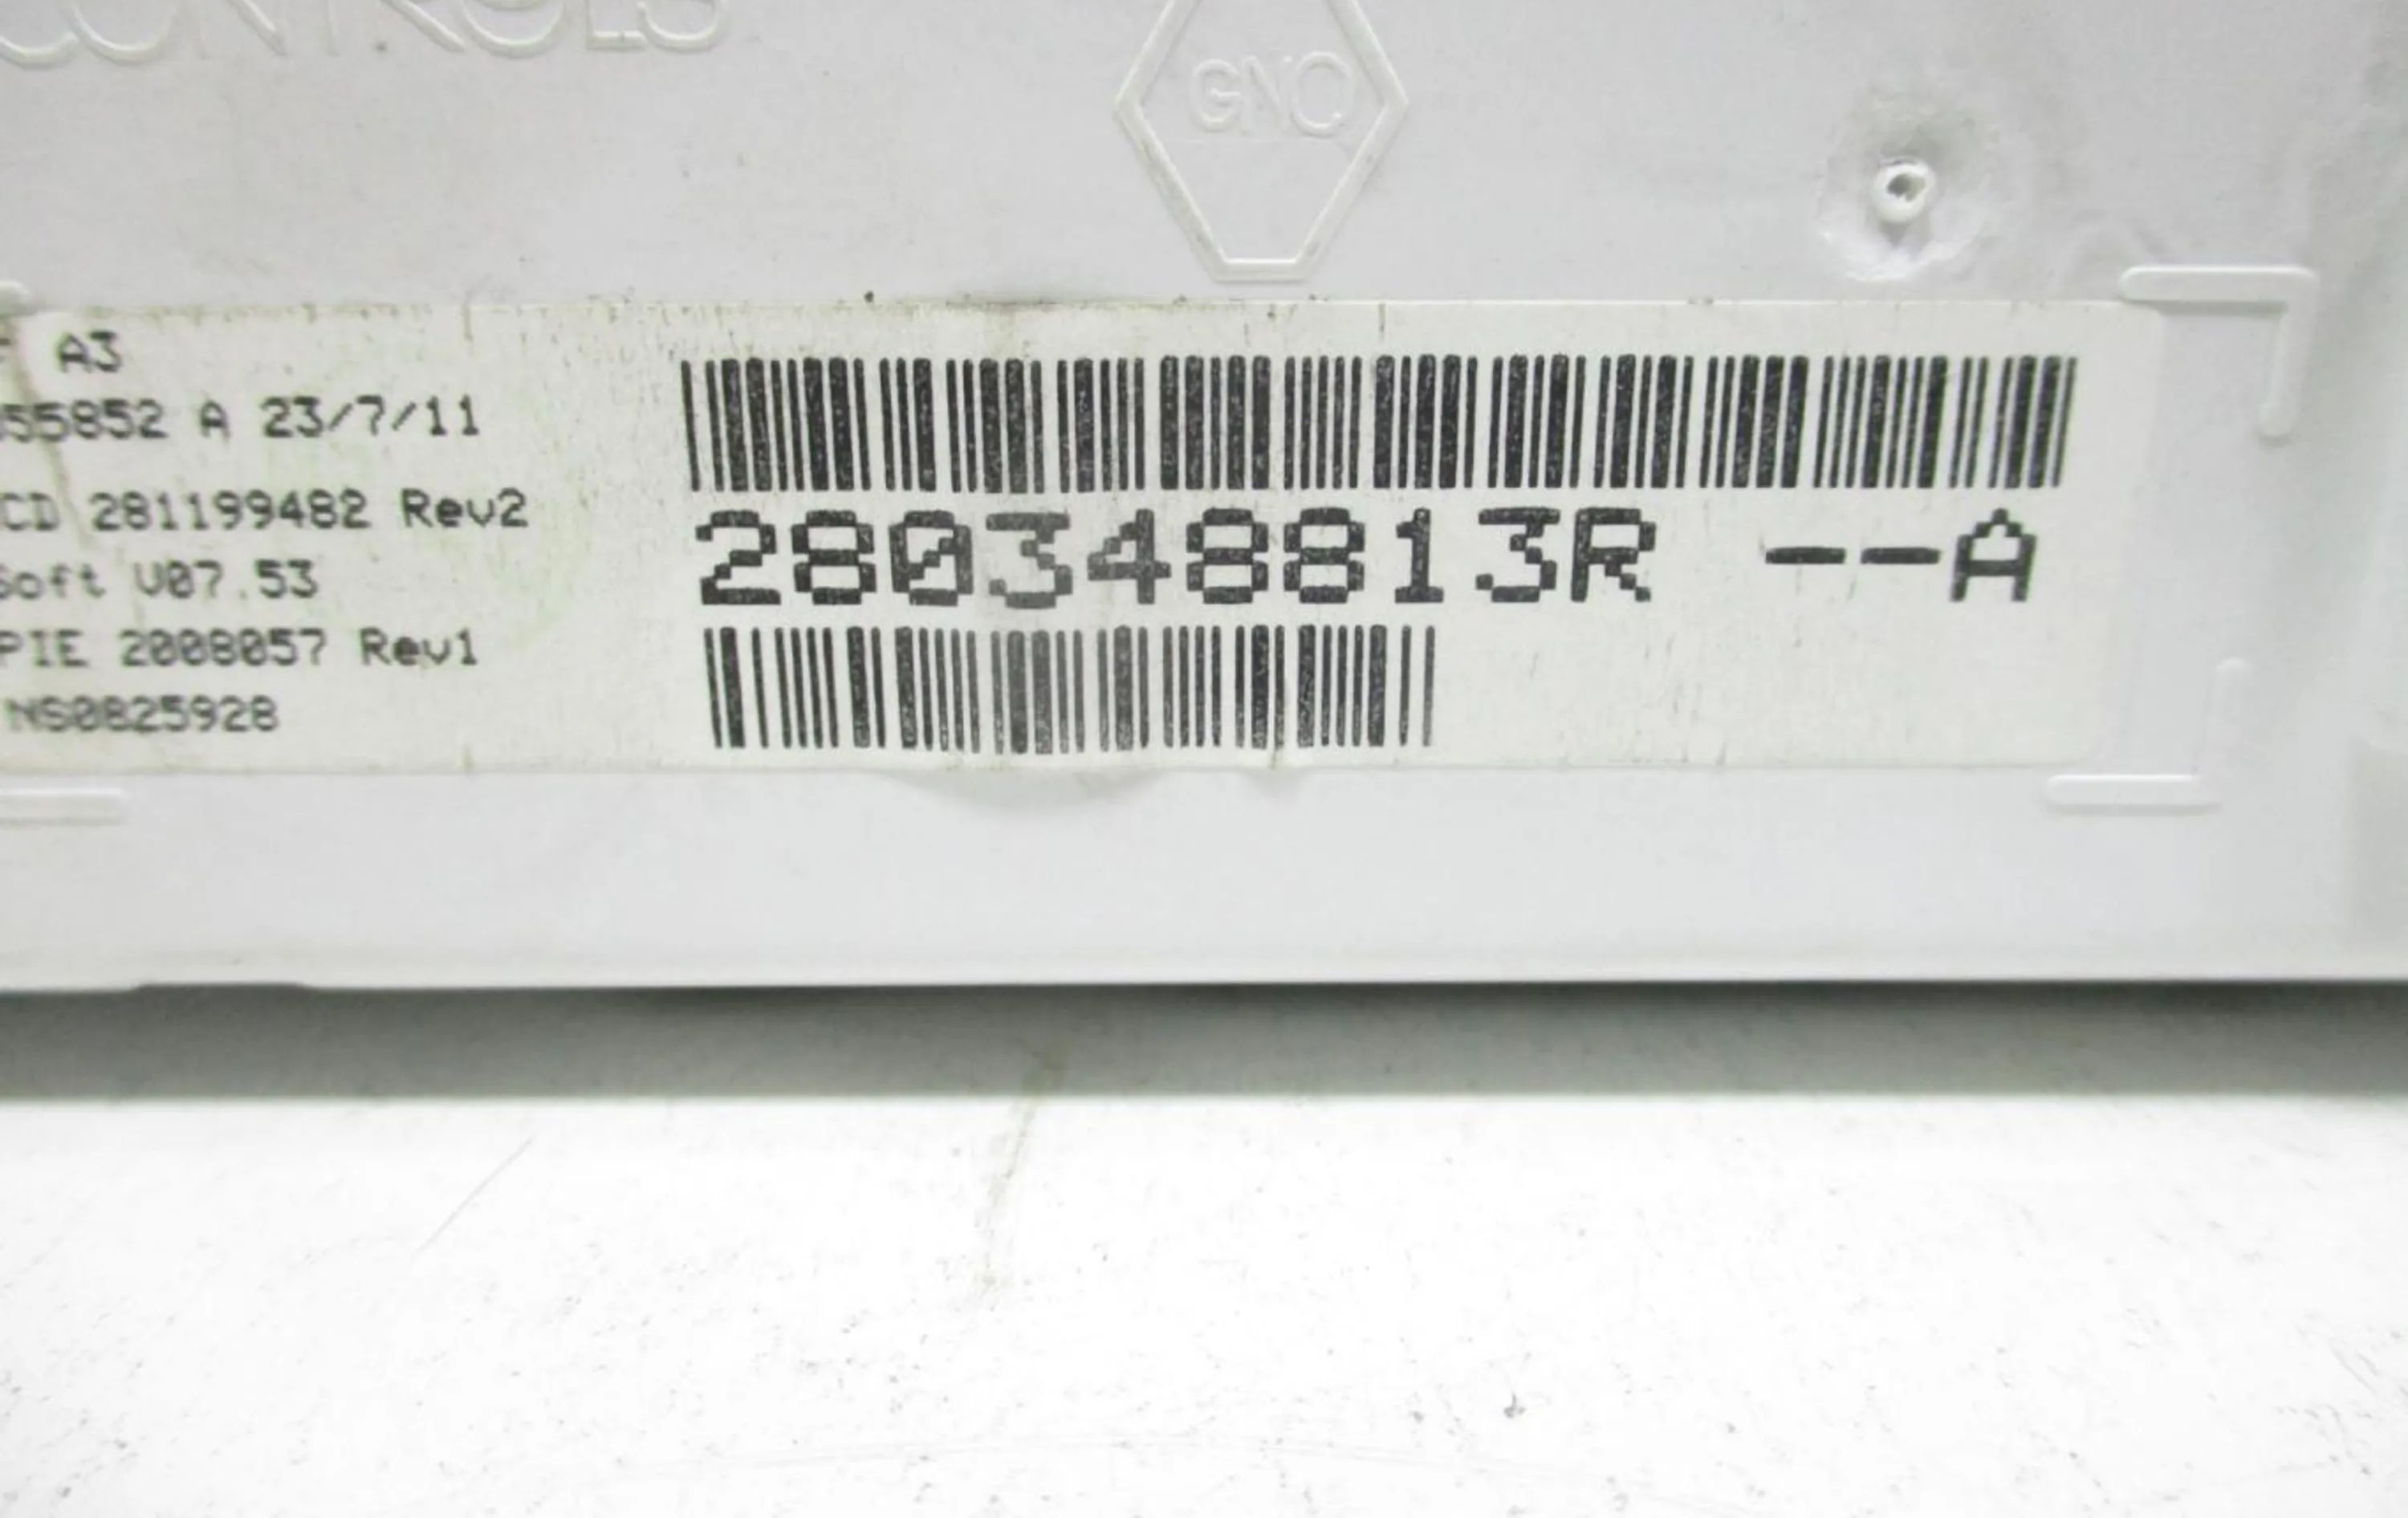 CONTROLS
GNO
A3
55852 A 23/7/11
CD 281199482 Rev2
Soft V07.53
PIE 2008057 Rev1
NS0825928
280348813R --A